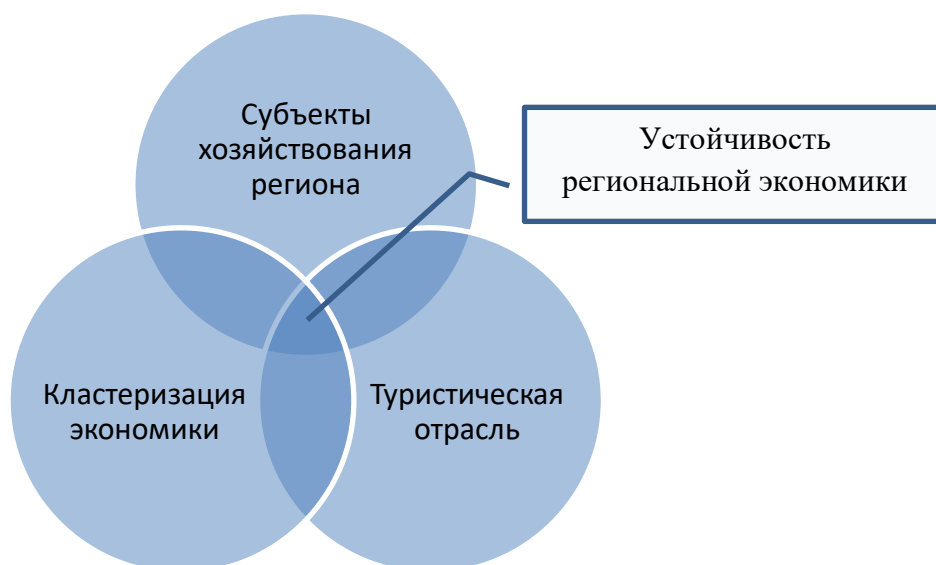 Субъекты
хозяйствования
региона
Устойчивость
региональной экономики
Кластеризация
экономики
Туристическая
отрасль